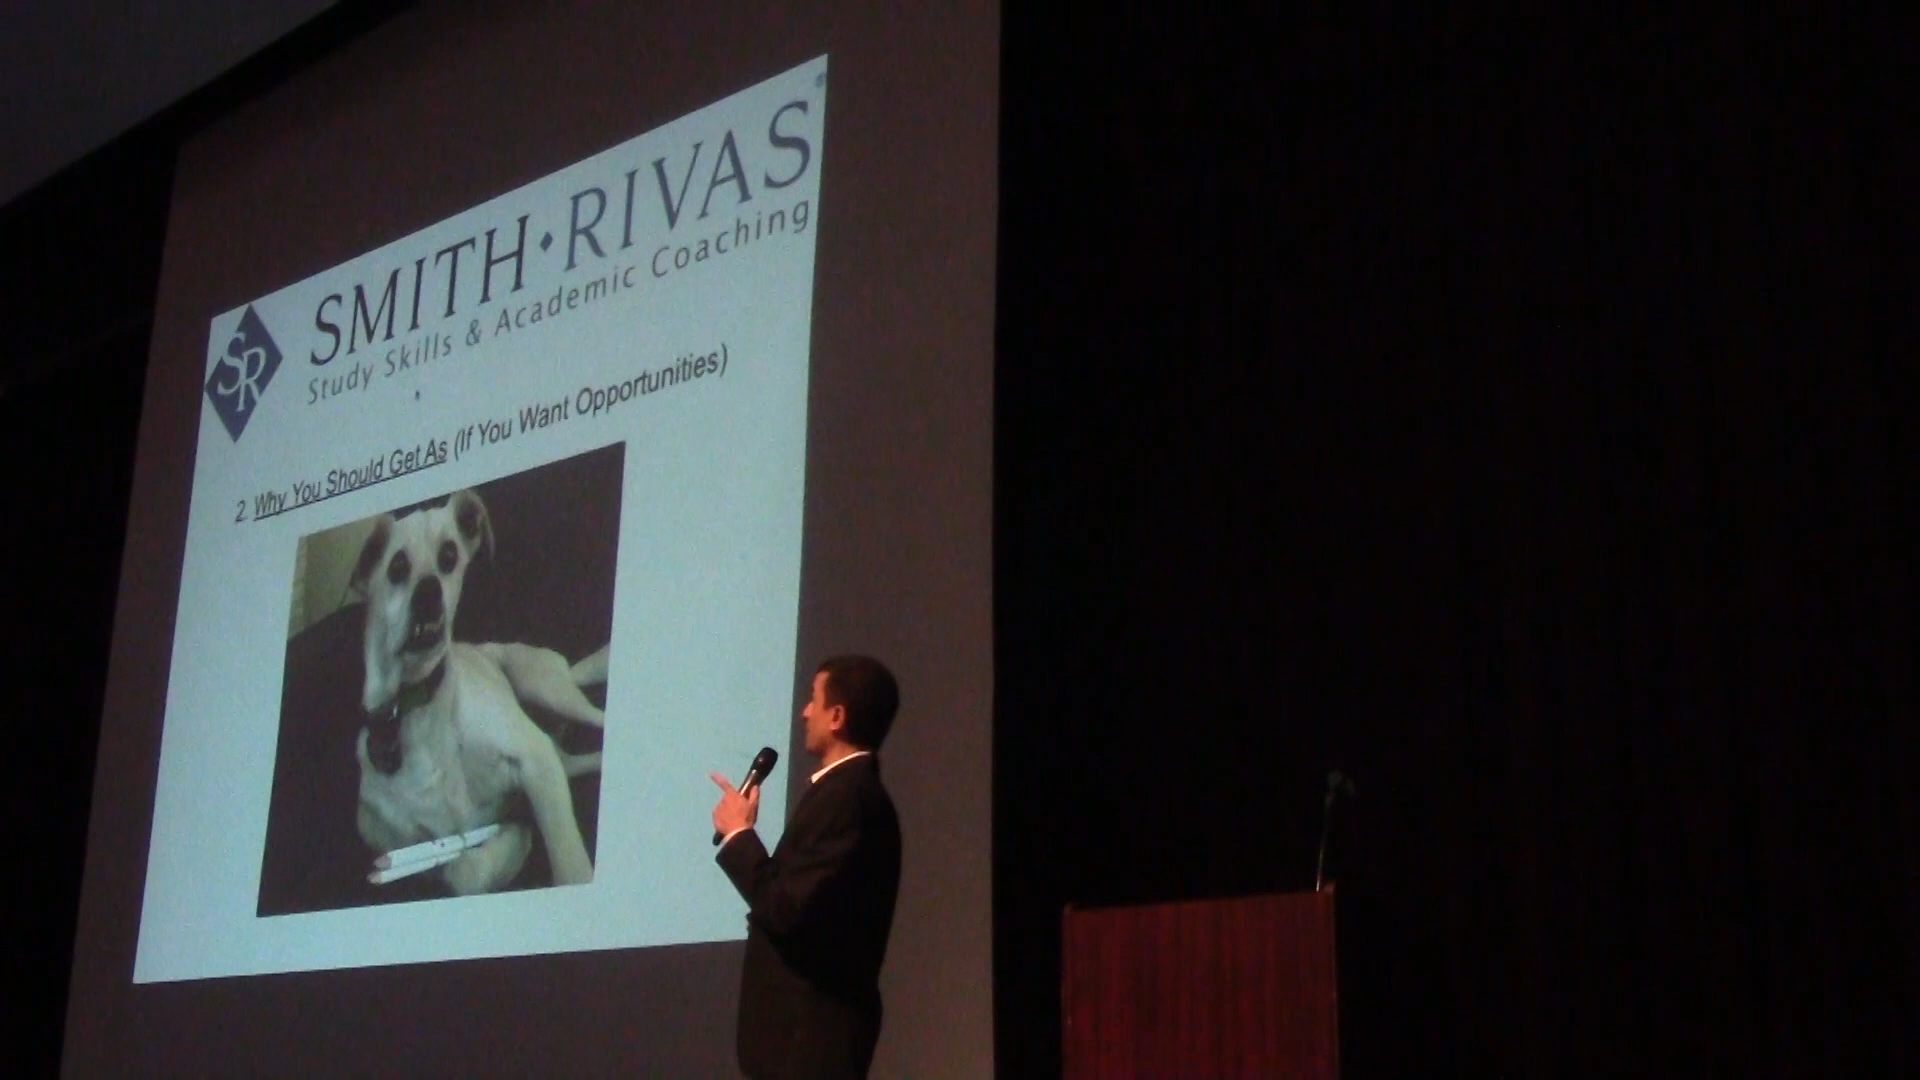 SMITH·RIVAS®
SR
Study Skills & Academic Coaching
2. Why You Should Get As (If You Want Opportunities)